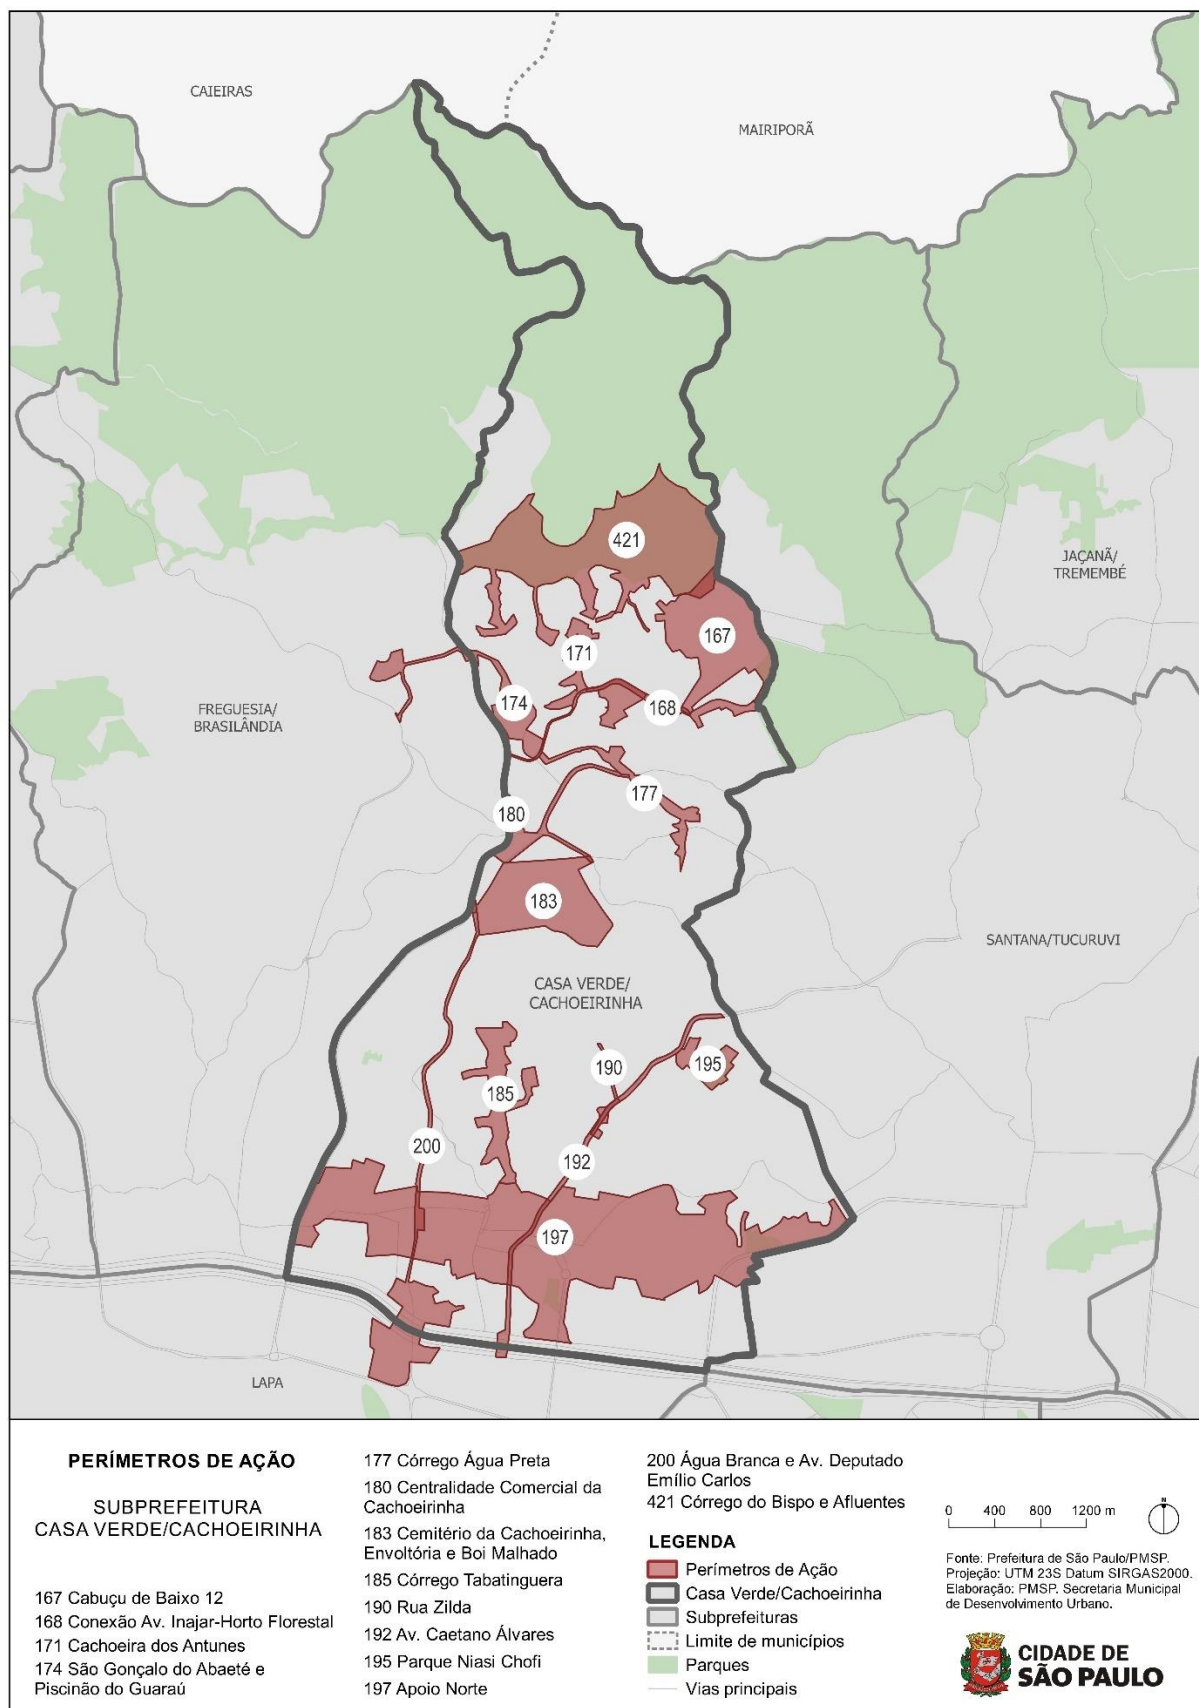 CAIEIRAS
MAIRIPORÃ
421
JAÇANÃ/
TREMEMBÉ
167
171
174
168
FREGUESIA/
BRASILÂNDIA
177
180
183
SANTANA/TUCURUVI
CASA VERDE/
CACHOEIRINHA
190
195
185
200
192
197
LAPA
PERÍMETROS DE AÇÃO
SUBPREFEITURA
CASA VERDE/CACHOEIRINHA
167 Cabuçu de Baixo 12
168 Conexão Av. Inajar-Horto Florestal
171 Cachoeira dos Antunes
174 São Gonçalo do Abaeté e
Piscinão do Guaraú
177 Córrego Água Preta
180 Centralidade Comercial da
Cachoeirinha
183 Cemitério da Cachoeirinha,
Envoltória e Boi Malhado
185 Córrego Tabatinguera
190 Rua Zilda
192 Av. Caetano Álvares
195 Parque Niasi Chofi
197 Apoio Norte
200 Água Branca e Av. Deputado
Emílio Carlos
421 Córrego do Bispo e Afluentes
LEGENDA
Perímetros de Ação
Casa Verde/Cachoeirinha
Subprefeituras
Limite de municípios
Parques
Vias principais
0 400 800 1200 m
N
Fonte: Prefeitura de São Paulo/PMSP.
Projeção: UTM 23S Datum SIRGAS2000.
Elaboração: PMSP. Secretaria Municipal
de Desenvolvimento Urbano.
CIDADE DE
SÃO PAULO